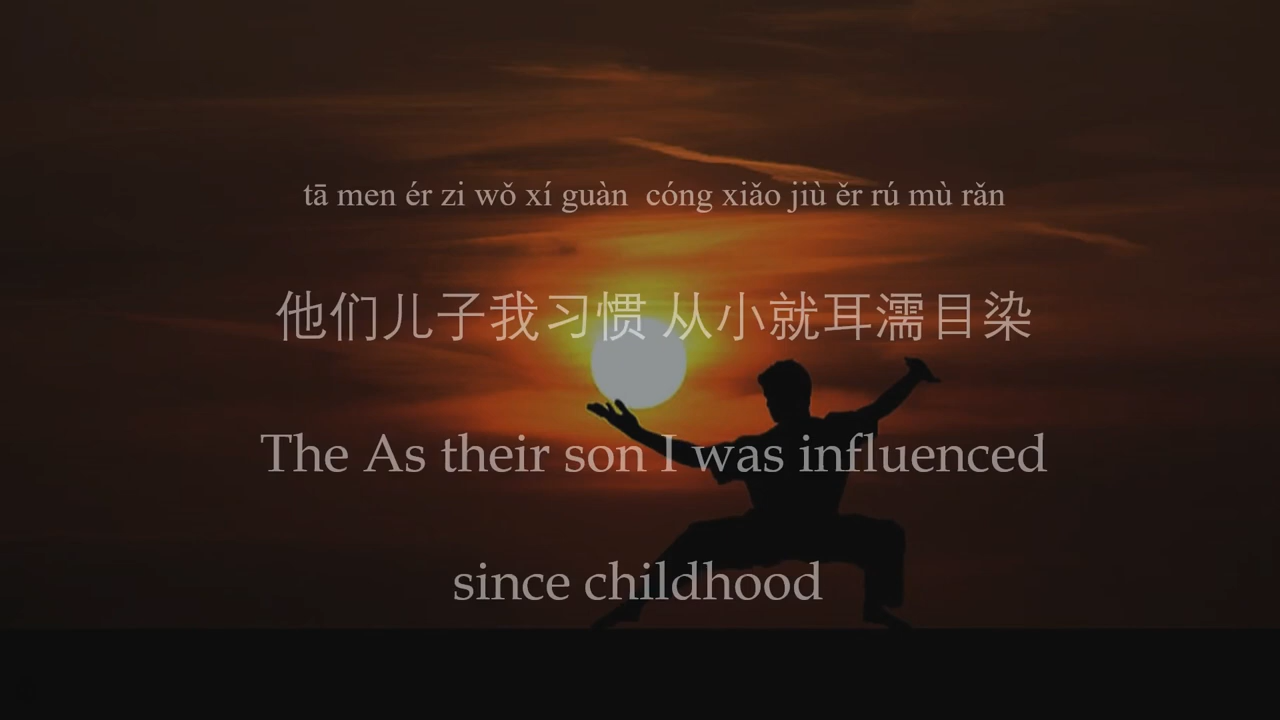 tā men ér zi wǒ xí guàn  cóng xiǎo jiù ěr rú mù rǎn
他们儿子我习惯 从小就耳濡目染
The As their son I was influenced
since childhood